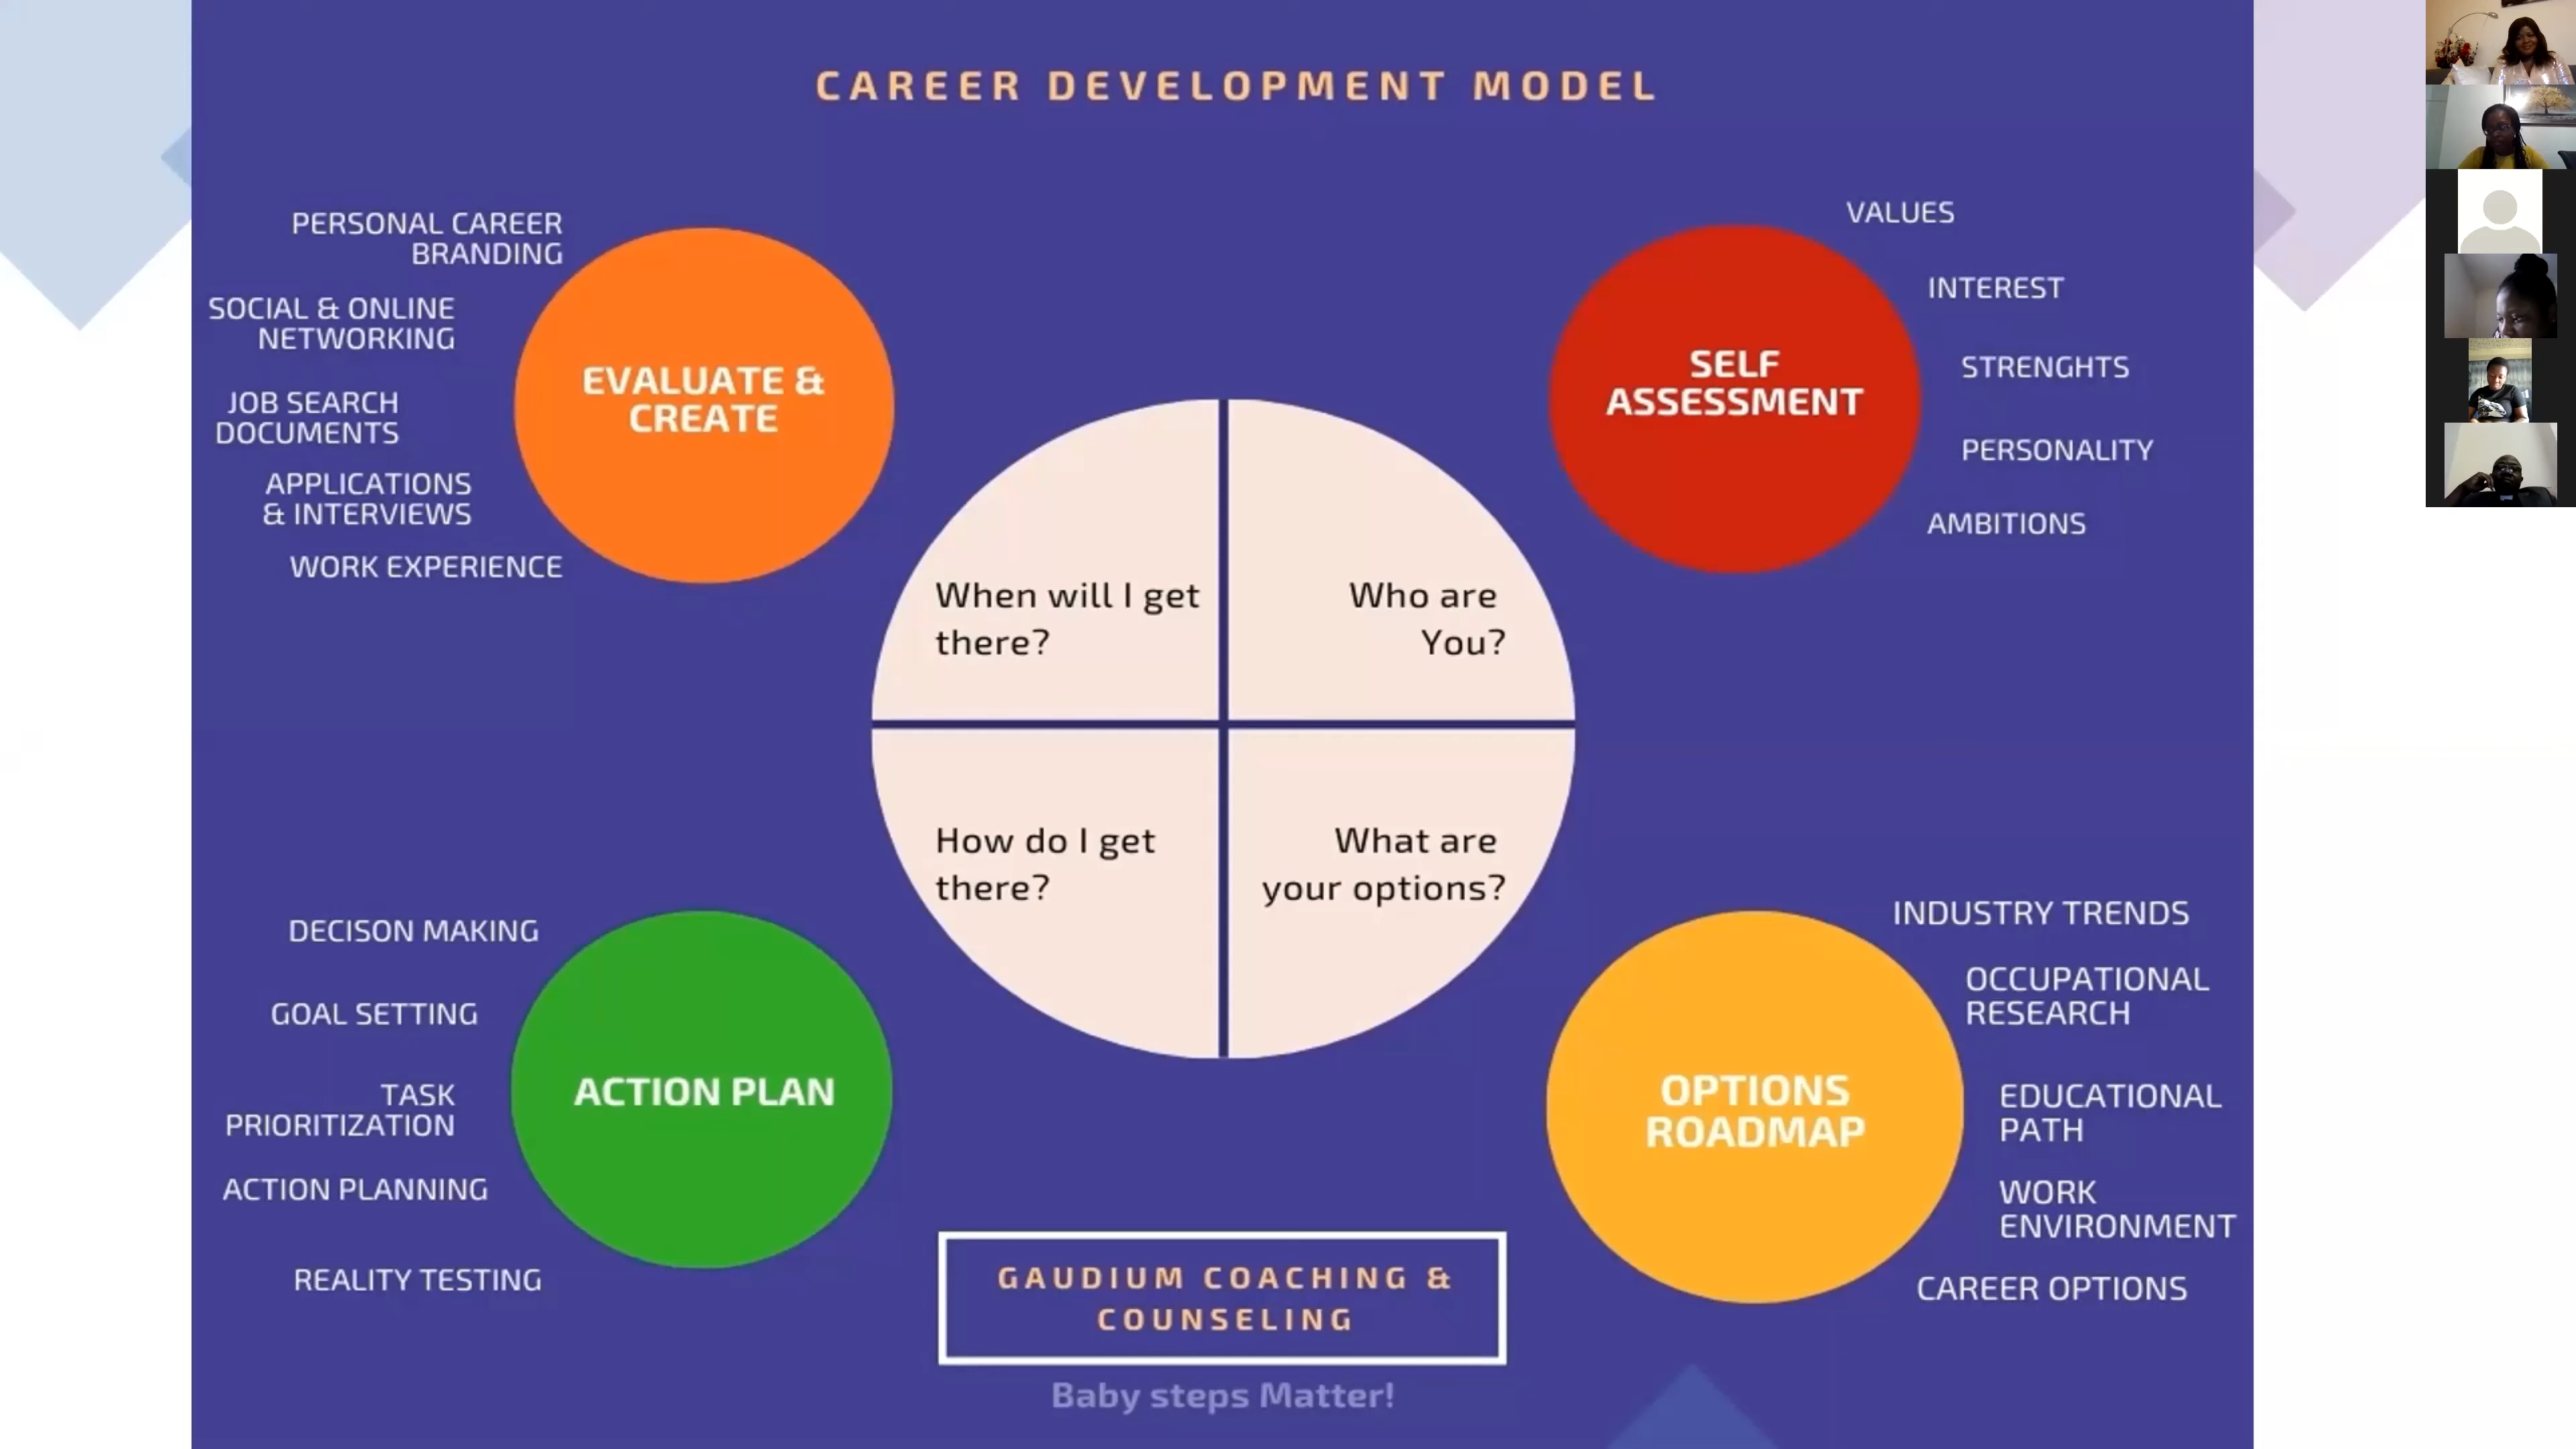 CAREER DEVELOPMENT MODEL
PERSONAL CAREER
BRANDING
SOCIAL & ONLINE
NETWORKING
JOB SEARCH
DOCUMENTS
APPLICATIONS
& INTERVIEWS
WORK EXPERIENCE
EVALUATE &
CREATE
SELF
ASSESSMENT
VALUES
INTEREST
STRENGHTS
PERSONALITY
AMBITIONS
When will I get
there?
Who are
You?
How do I get
there?
What are
your options?
DECISON MAKING
GOAL SETTING
TASK
PRIORITIZATION
ACTION PLANNING
REALITY TESTING
ACTION PLAN
OPTIONS
ROADMAP
INDUSTRY TRENDS
OCCUPATIONAL
RESEARCH
EDUCATIONAL
PATH
WORK
ENVIRONMENT
CAREER OPTIONS
GAUDIUM COACHING &
COUNSELING
Baby steps Matter!